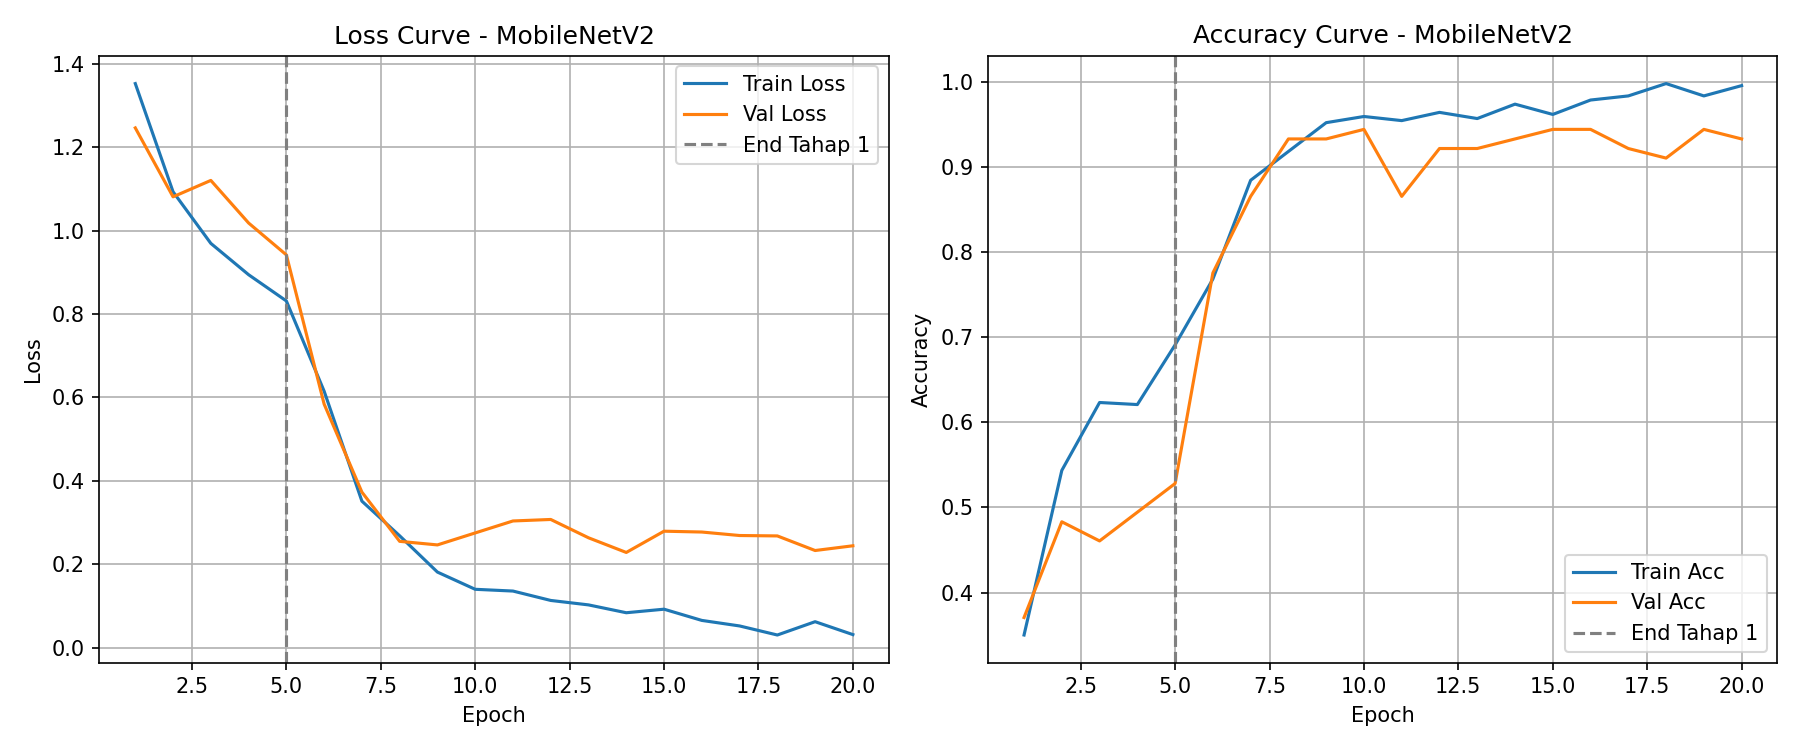 Loss Curve - MobileNetV2
1.4
1.2
1.0
0.8
0.6
0.4
0.2
0.0
Loss
2.5 5.0 7.5 10.0 12.5 15.0 17.5 20.0
Epoch
Train Loss
Val Loss
End Tahap 1
Accuracy Curve - MobileNetV2
1.0
0.9
0.8
0.7
0.6
0.5
0.4
Accuracy
2.5 5.0 7.5 10.0 12.5 15.0 17.5 20.0
Epoch
Train Acc
Val Acc
End Tahap 1